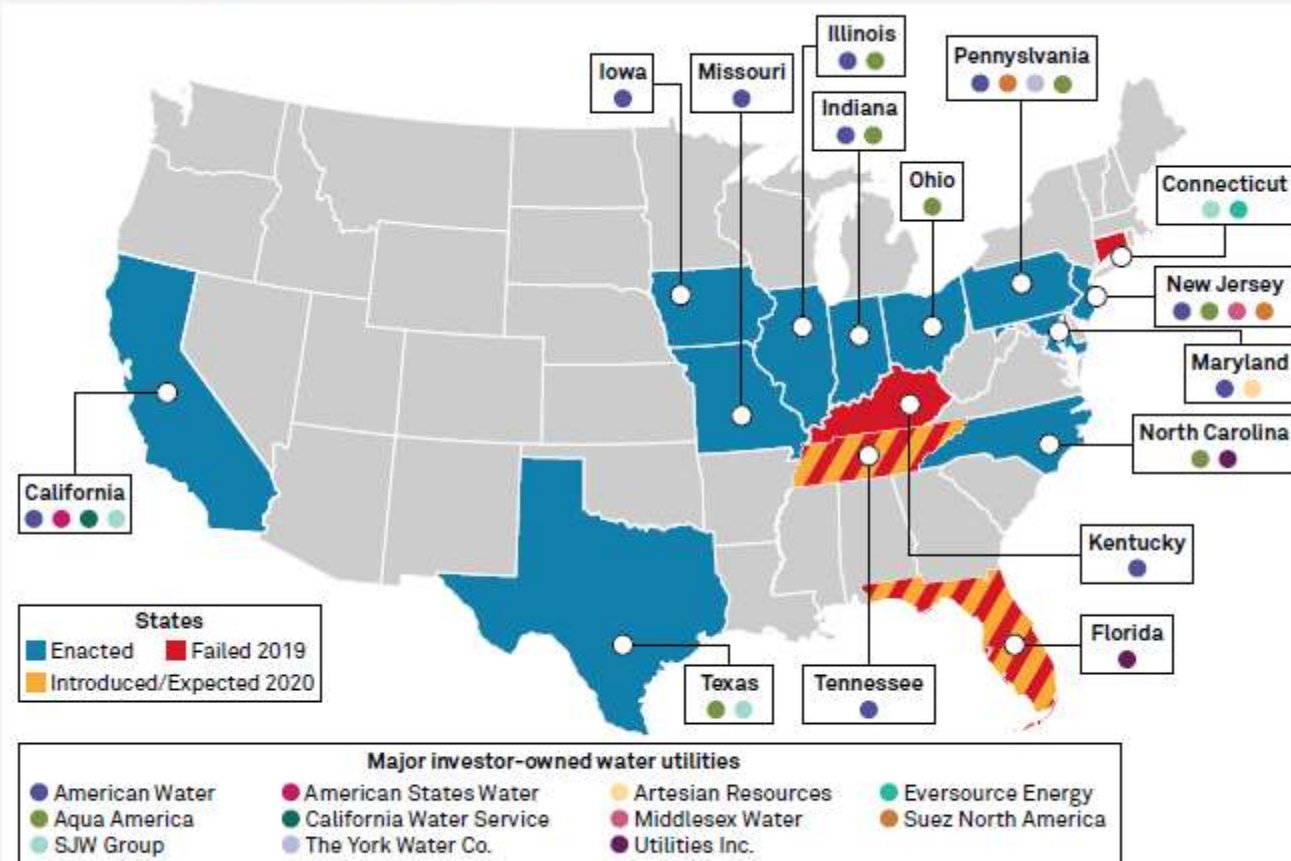 Illinois
Pennyslvania
Iowa
Missouri
Indiana
Ohio
Connecticut
New Jersey
Maryland
North Carolina
California
Kentucky
Florida
Texas
Tennessee
States
Enacted
Failed 2019
Introduced/Expected 2020
Major investor-owned water utilities
American Water
American States Water
Artesian Resources
Eversource Energy
Aqua America
California Water Service
Middlesex Water
Suez North America
SJW Group
The York Water Co.
Utilities Inc.